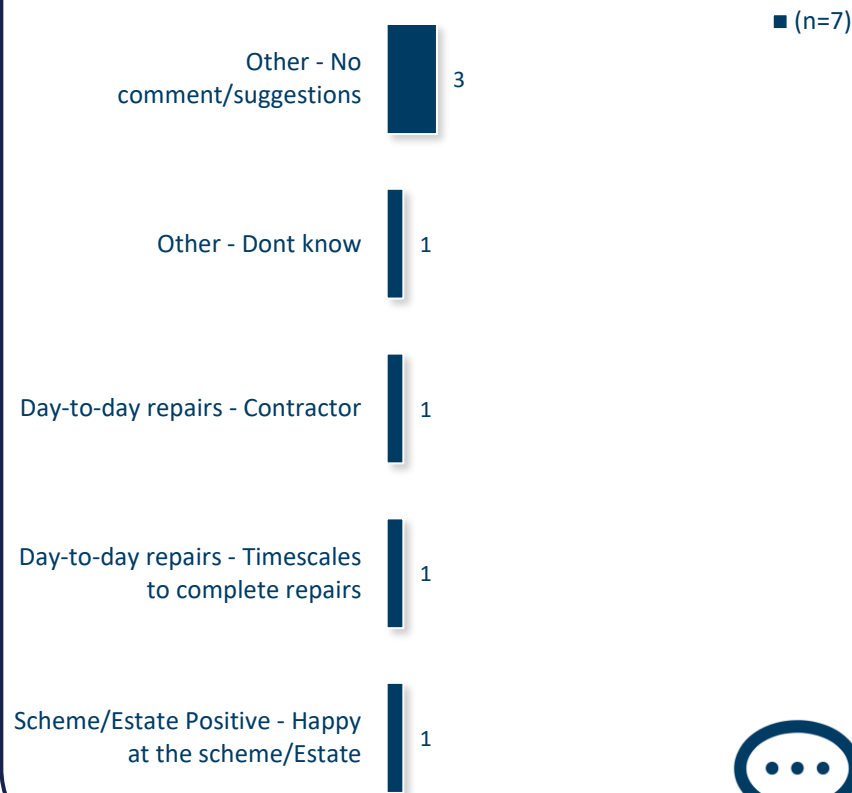 (n=7)
Other - No
comment/suggestions
3
Other - Dont know
1
Day-to-day repairs - Contractor
1
Day-to-day repairs - Timescales
to complete repairs
1
Scheme/Estate Positive - Happy
at the scheme/Estate
1